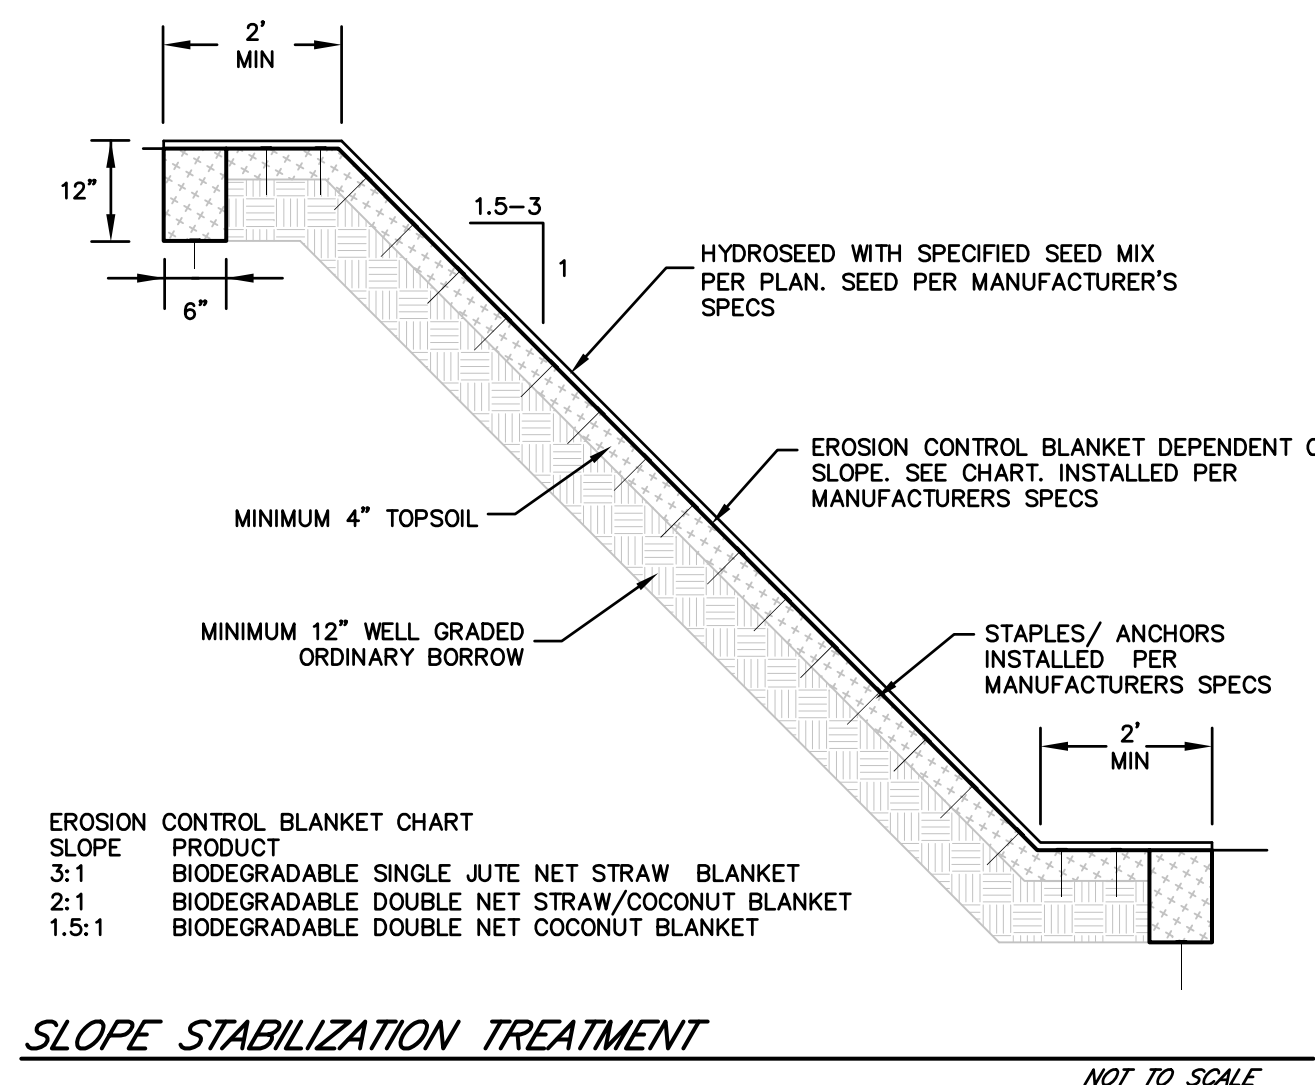 2'
MIN
12"
6"
1.5-3
1
HYDROSEED WITH SPECIFIED SEED MIX
PER PLAN. SEED PER MANUFACTURER'S
SPECS
EROSION CONTROL BLANKET DEPENDENT
SLOPE. SEE CHART. INSTALLED PER
MANUFACTURERS SPECS
MINIMUM 4" TOPSOIL
MINIMUM 12" WELL GRADED
ORDINARY BORROW
STAPLES/ ANCHORS
INSTALLED PER
MANUFACTURERS SPECS
2'
MIN
EROSION CONTROL BLANKET CHART
SLOPE PRODUCT
3:1 BIODEGRADABLE SINGLE JUTE NET STRAW BLANKET
2:1 BIODEGRADABLE DOUBLE NET STRAW/COCONUT BLANKET
1.5:1 BIODEGRADABLE DOUBLE NET COCONUT BLANKET
SLOPE STABILIZATION TREATMENT
NOT TO SCALE